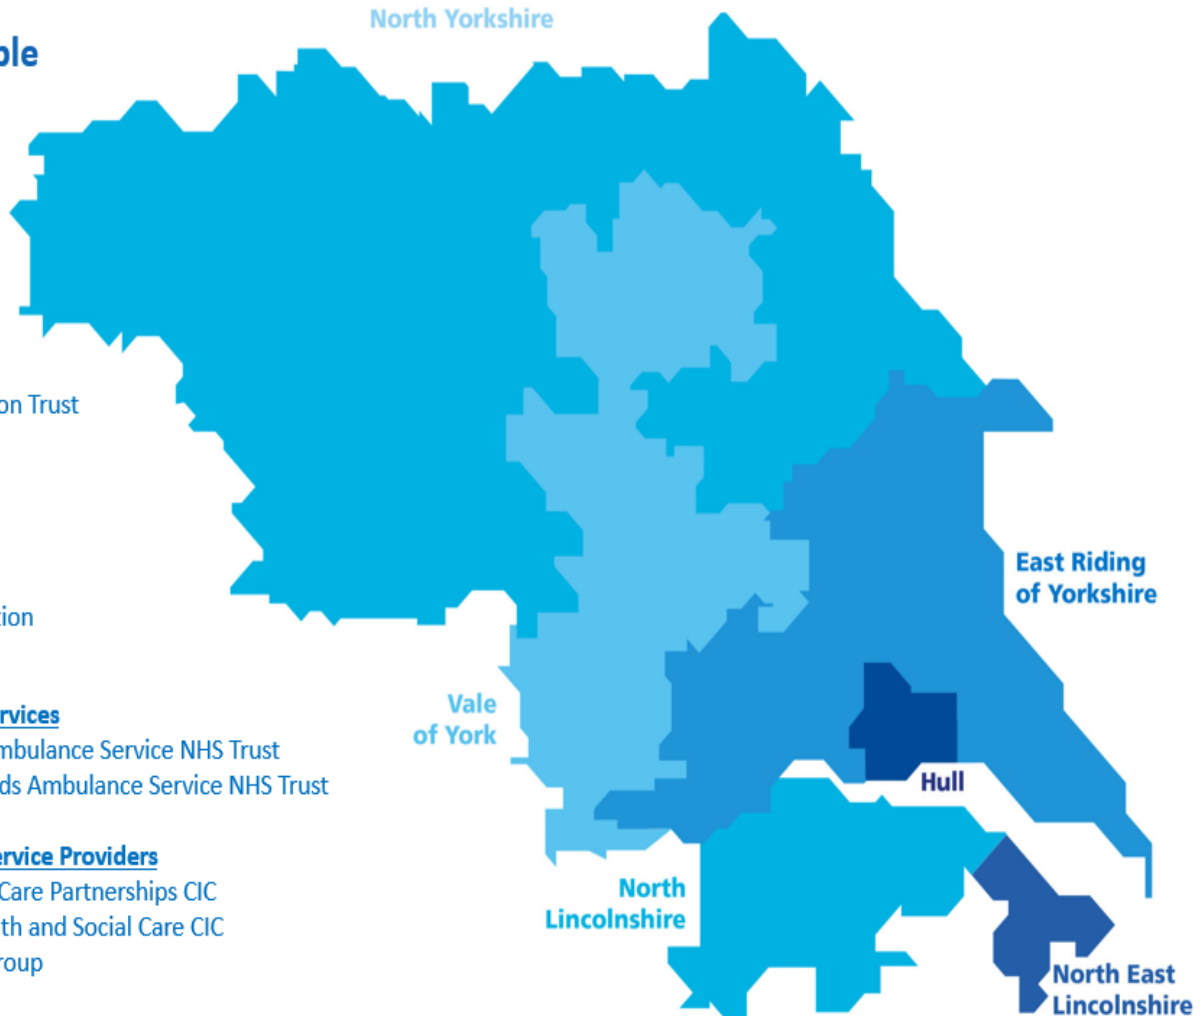 North Yorkshire
ple
on Trust
tion
rvices
mbulance Service NHS Trust
ds Ambulance Service NHS Trust
ervice Providers
Care Partnerships CIC
th and Social Care CIC
roup
East Riding
of Yorkshire
Vale
of York
Hull
North
Lincolnshire
North East
Lincolnshire